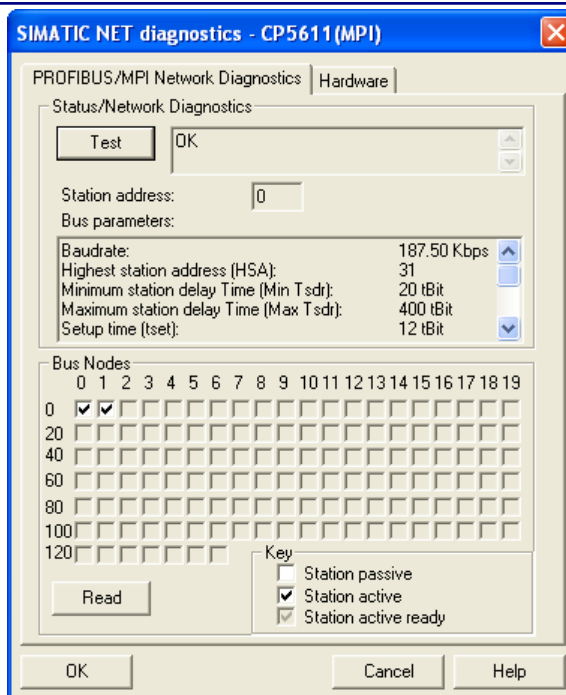 SIMATIC NET diagnostics - CP5611(MPI)
PROFIBUS/MPI Network Diagnostics Hardware
Status/Network Diagnostics
Test OK
Station address: 0
Bus parameters:
Baudrate: 187.50 Kbps
Highest station address (HSA): 31
Minimum station delay Time (Min Tsdr): 20 tBit
Maximum station delay Time (Max Tsdr): 400 tBit
Setup time (tset): 12 tBit
Bus Nodes
0 1 2 3 4 5 6 7 8 9 10 11 12 13 14 15 16 17 18 19
0
20
40
60
80
100
120
Key
Station passive
Read
Station active
Station active ready
OK Cancel Help